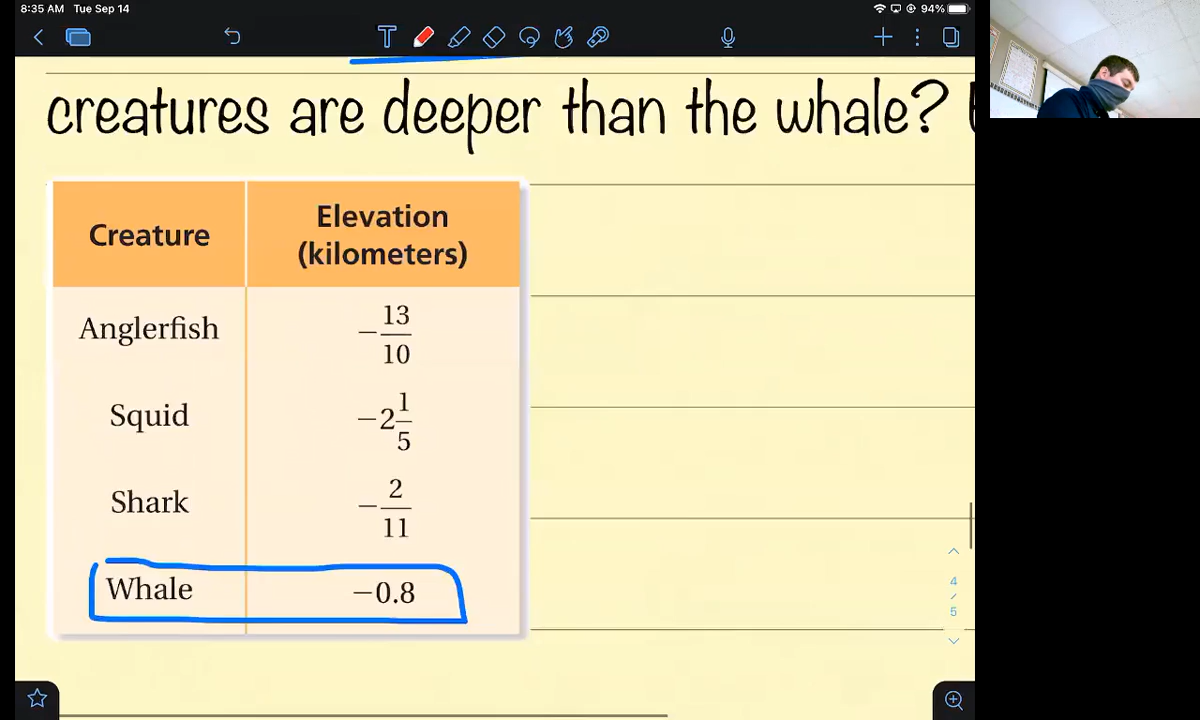 8:35 AM Tue Sep 14
94%
T
creatures are deeper than the whale?
Creature Elevation (kilometers)
Anglerfish −13/10
Squid −2 1/5
Shark −2/11
Whale −0.8
4
/
5